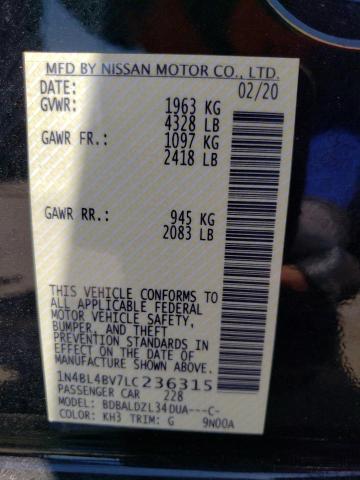 MFD BY NISSAN MOTOR CO., LTD.
DATE: 02/20
GVWR: 1963 KG
4328 LB
GAWR FR: 1097 KG
2418 LB
GAWR RR: 945 KG
2083 LB
THIS VEHICLE CONFORMS TO
ALL APPLICABLE FEDERAL
MOTOR VEHICLE SAFETY,
BUMPER, AND THEFT
PREVENTION STANDARDS IN
EFFECT ON THE DATE OF
MANUFACTURE SHOWN ABOVE.
1N4BL4BV7LC236315
PASSENGER CAR 228
MODEL: BDBALDZL34DUA---C-
COLOR: KH3 TRIM: G 9N00A